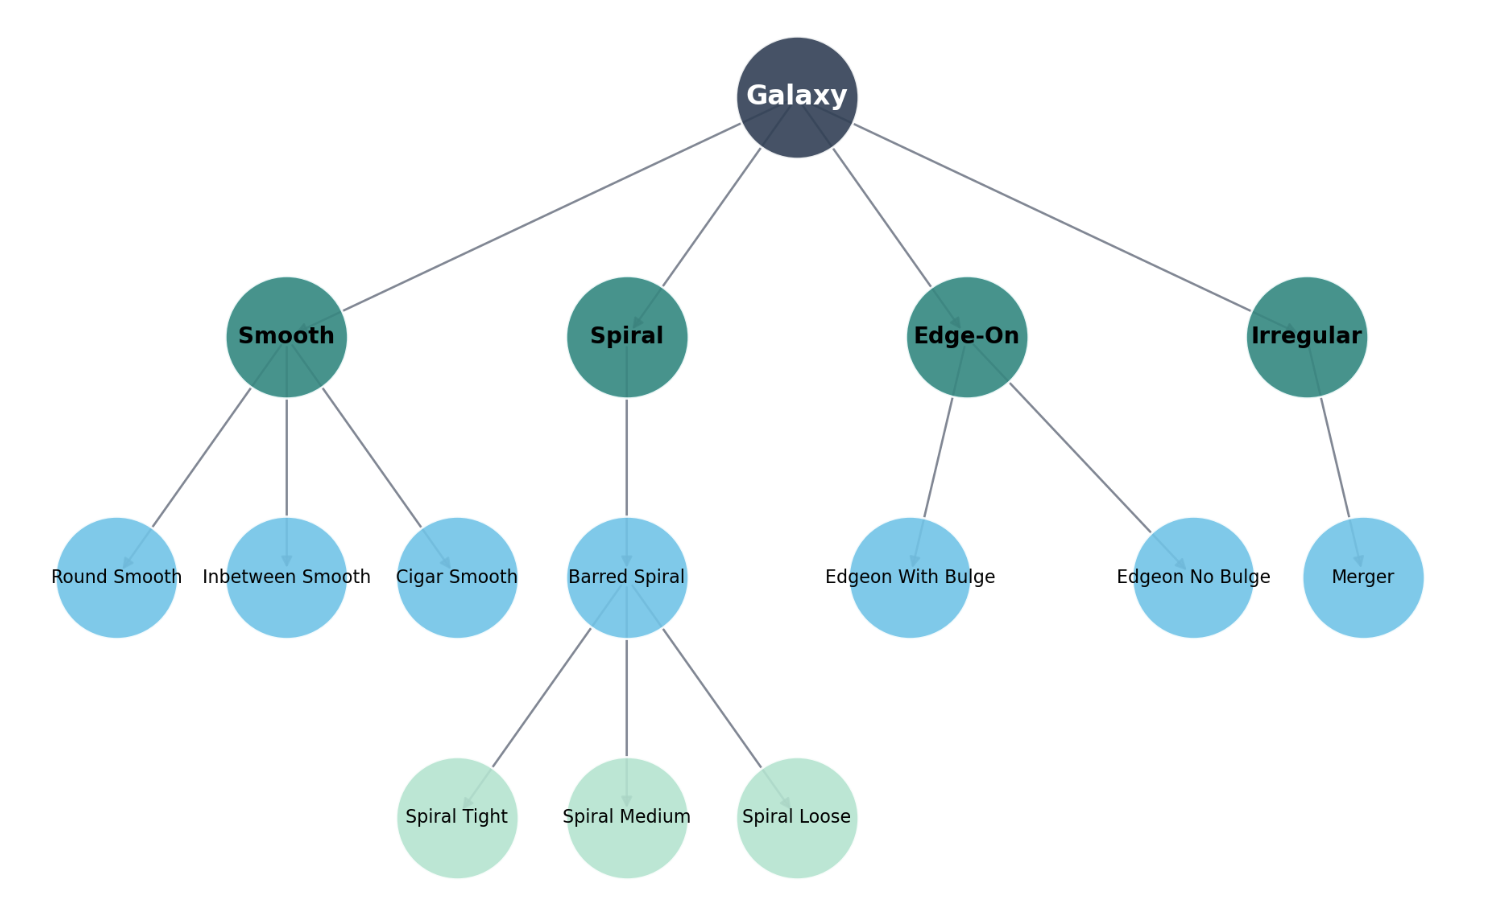 Galaxy
Smooth
Spiral
Edge-On
Irregular
Round Smooth
Inbetween Smooth
Cigar Smooth
Barred Spiral
Edgeon With Bulge
Edgeon No Bulge
Merger
Spiral Tight
Spiral Medium
Spiral Loose